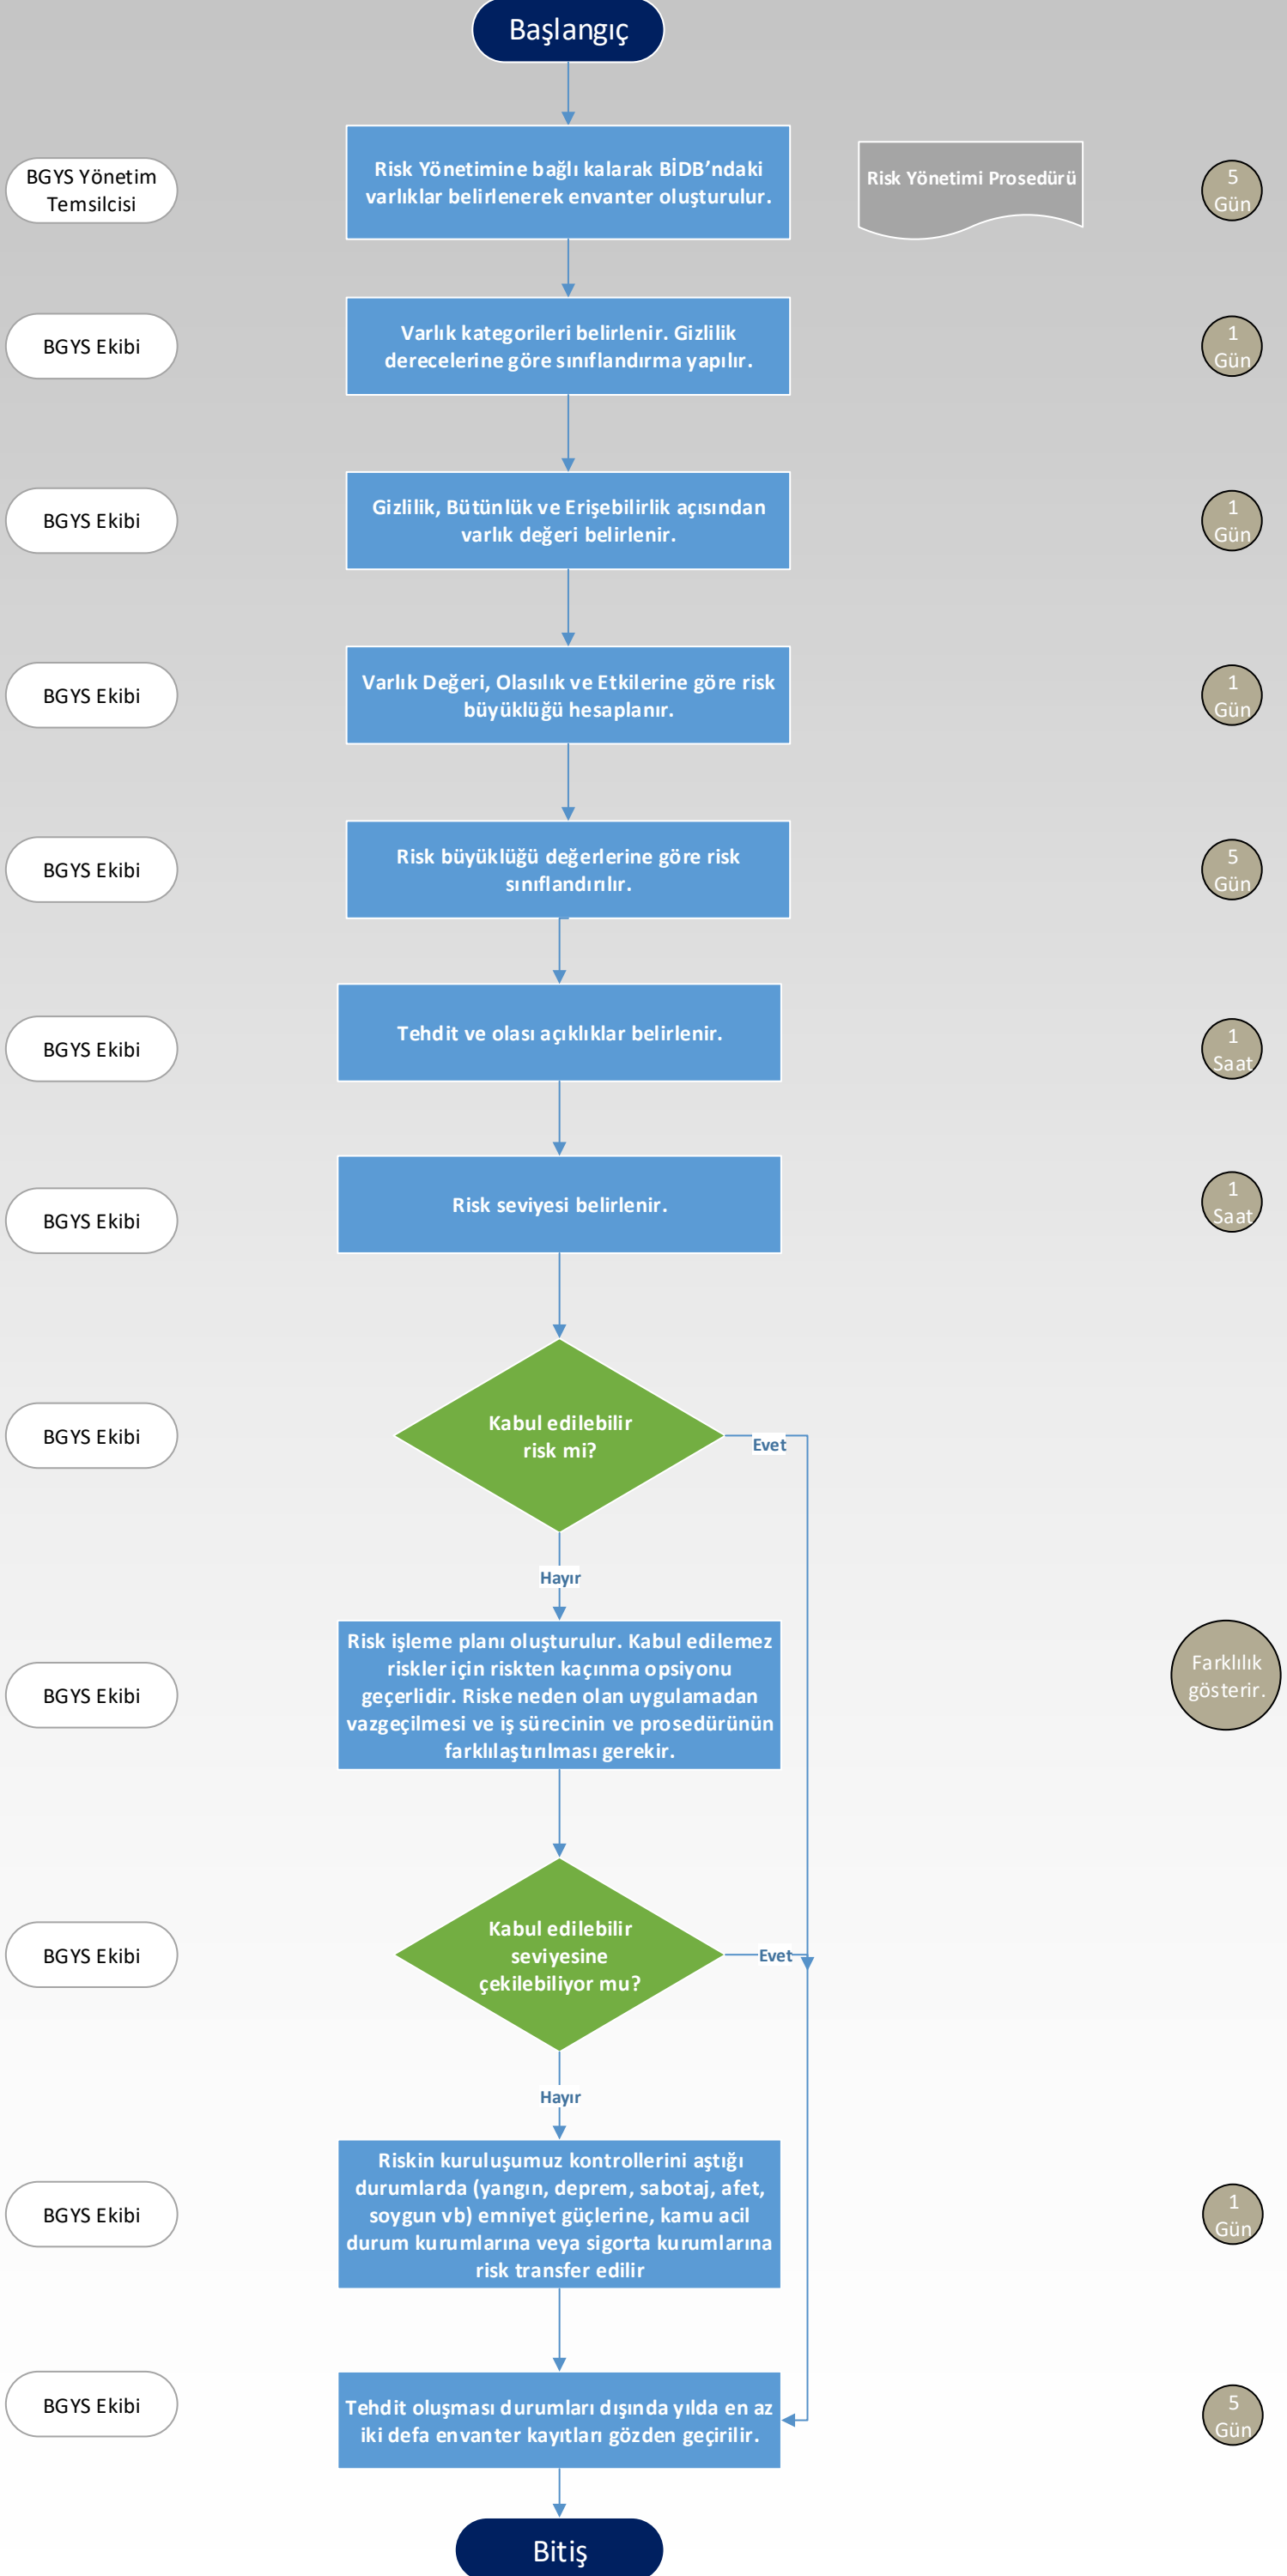 Başlangıç
BGYS Yönetim
Temsilcisi
Risk Yönetimine bağlı kalarak BİDB’ndaki
varlıklar belirlenerek envanter oluşturulur.
Risk Yönetimi Prosedürü
5
Gün
BGYS Ekibi
Varlık kategorileri belirlenir. Gizlilik
derecelerine göre sınıflandırma yapılır.
1
Gün
BGYS Ekibi
Gizlilik, Bütünlük ve Erişebilirlik açısından
varlık değeri belirlenir.
1
Gün
BGYS Ekibi
Varlık Değeri, Olasılık ve Etkilerine göre risk
büyüklüğü hesaplanır.
1
Gün
BGYS Ekibi
Risk büyüklüğü değerlerine göre risk
sınıflandırılır.
5
Gün
BGYS Ekibi
Tehdit ve olası açıklıklar belirlenir.
1
Saat
BGYS Ekibi
Risk seviyesi belirlenir.
1
Saat
BGYS Ekibi
Kabul edilebilir
risk mi?
Evet
Hayır
BGYS Ekibi
Risk işleme planı oluşturulur. Kabul edilemez
riskler için riskten kaçınma opsiyonu
geçerlidir. Riske neden olan uygulamadan
vazgeçilmesi ve iş sürecinin ve prosedürünün
farklılaştırılması gerekir.
Farklılık
gösterir.
BGYS Ekibi
Kabul edilebilir
seviyesine
çekilebiliyor mu?
Evet
Hayır
BGYS Ekibi
Riskin kuruluşumuz kontrollerini aştığı
durumlarda (yangın, deprem, sabotaj, afet,
soygun vb) emniyet güçlerine, kamu acil
durum kurumlarına veya sigorta kurumlarına
risk transfer edilir
1
Gün
BGYS Ekibi
Tehdit oluşması durumları dışında yılda en az
iki defa envanter kayıtları gözden geçirilir.
5
Gün
Bitiş